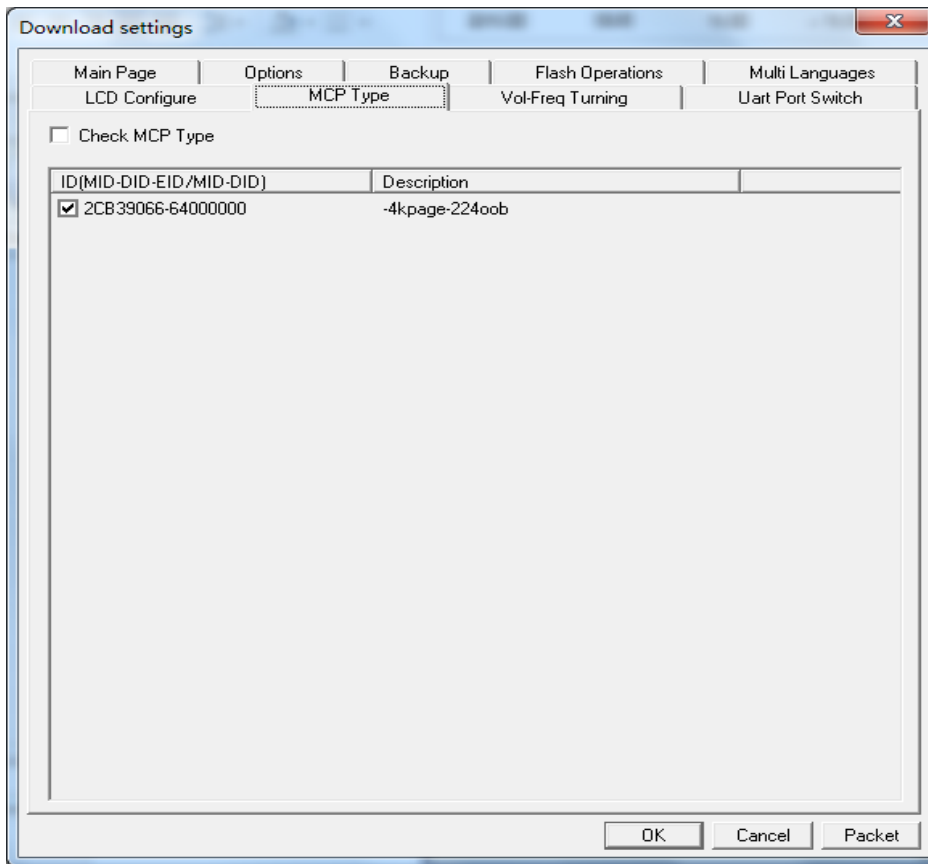 Download settings
Main Page Options Backup Flash Operations Multi Languages
LCD Configure MCP Type Vol-Freq Turning Uart Port Switch
Check MCP Type
ID(MID-DID-EID/MID-DID) Description
2CB39066-64000000 -4kpage-224oob
OK Cancel Packet